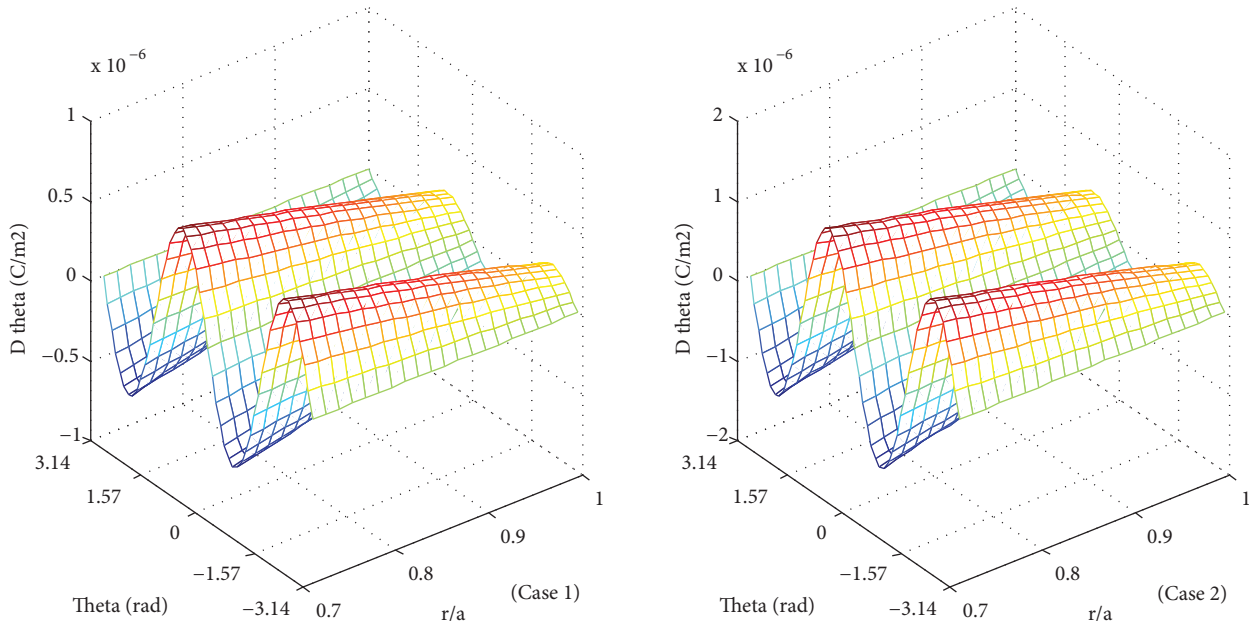 x 10⁻⁶
1
0.5
0
−0.5
−1
D theta (C/m2)
3.14
1.57
0
−1.57
−3.14
Theta (rad)
0.7
0.8
0.9
1
r/a
(Case 1)
x 10⁻⁶
2
1
0
−1
−2
D theta (C/m2)
3.14
1.57
0
−1.57
−3.14
Theta (rad)
0.7
0.8
0.9
1
r/a
(Case 2)